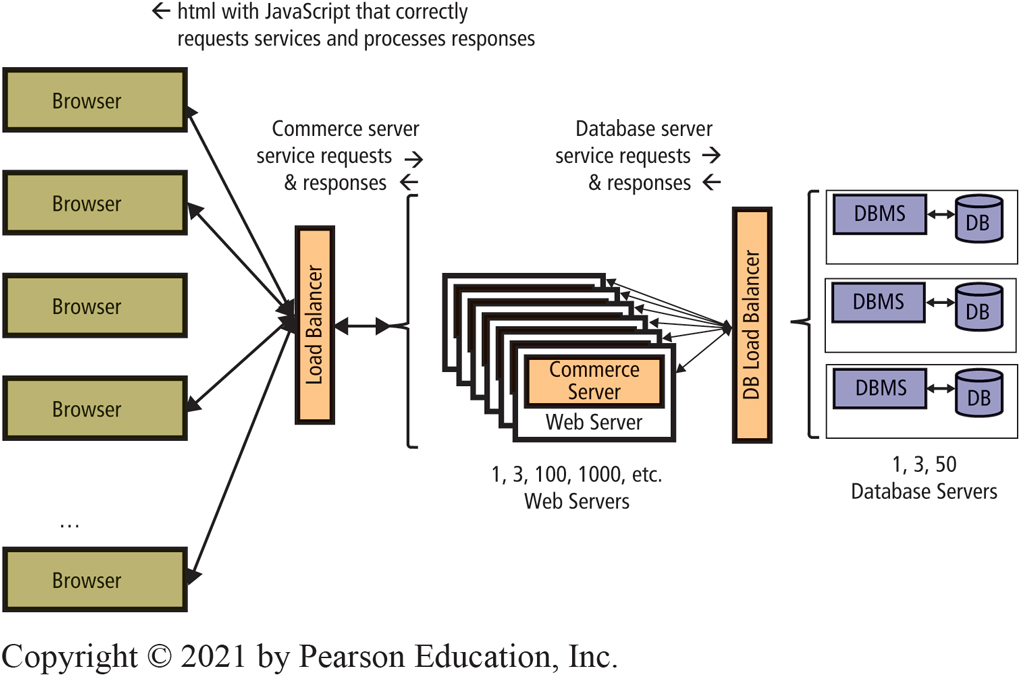 ← html with JavaScript that correctly
requests services and processes responses
Browser
Browser
Browser
Browser
...
Browser
Commerce server
service requests →
& responses ←
Load Balancer
Commerce
Server
Web Server
1, 3, 100, 1000, etc.
Web Servers
Database server
service requests →
& responses ←
DB Load Balancer
DBMS
DB
DBMS
DB
DBMS
DB
1, 3, 50
Database Servers
Copyright © 2021 by Pearson Education, Inc.